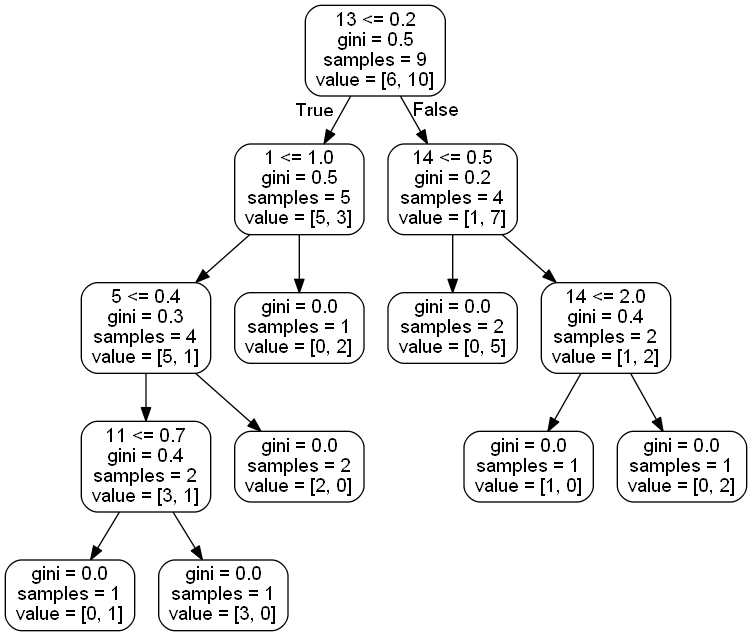 13 <= 0.2
gini = 0.5
samples = 9
value = [6, 10]
True
False
1 <= 1.0
gini = 0.5
samples = 5
value = [5, 3]
14 <= 0.5
gini = 0.2
samples = 4
value = [1, 7]
5 <= 0.4
gini = 0.3
samples = 4
value = [5, 1]
gini = 0.0
samples = 1
value = [0, 2]
gini = 0.0
samples = 2
value = [0, 5]
14 <= 2.0
gini = 0.4
samples = 2
value = [1, 2]
11 <= 0.7
gini = 0.4
samples = 2
value = [3, 1]
gini = 0.0
samples = 2
value = [2, 0]
gini = 0.0
samples = 1
value = [1, 0]
gini = 0.0
samples = 1
value = [0, 2]
gini = 0.0
samples = 1
value = [0, 1]
gini = 0.0
samples = 1
value = [3, 0]